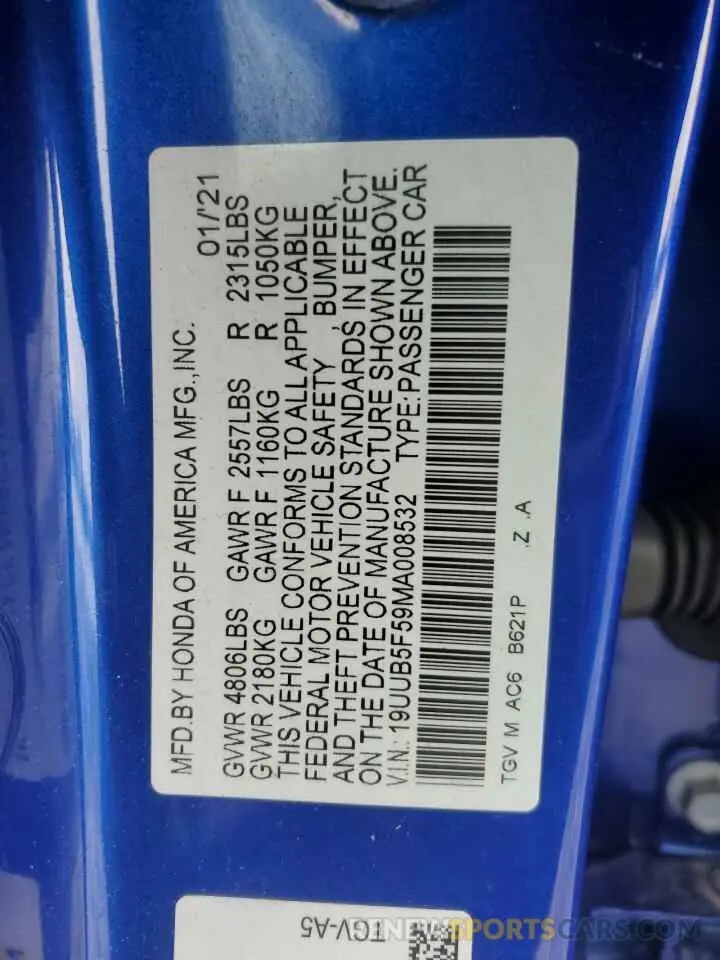 MFD.BY HONDA OF AMERICA MFG.,INC. 01/'21
GVWR 4806LBS GAWR F 2557LBS R 2315LBS
GVWR 2180KG GAWR F 1160KG R 1050KG
THIS VEHICLE CONFORMS TO ALL APPLICABLE
FEDERAL MOTOR VEHICLE SAFETY, BUMPER,
AND THEFT PREVENTION STANDARDS IN EFFECT
ON THE DATE OF MANUFACTURE SHOWN ABOVE.
V.I.N.: 19UUB5F59MA008532 TYPE:PASSENGER CAR
TGV M AC6 B621P .Z .A
TGV-A5
RENEWSPORTSCARS.COM